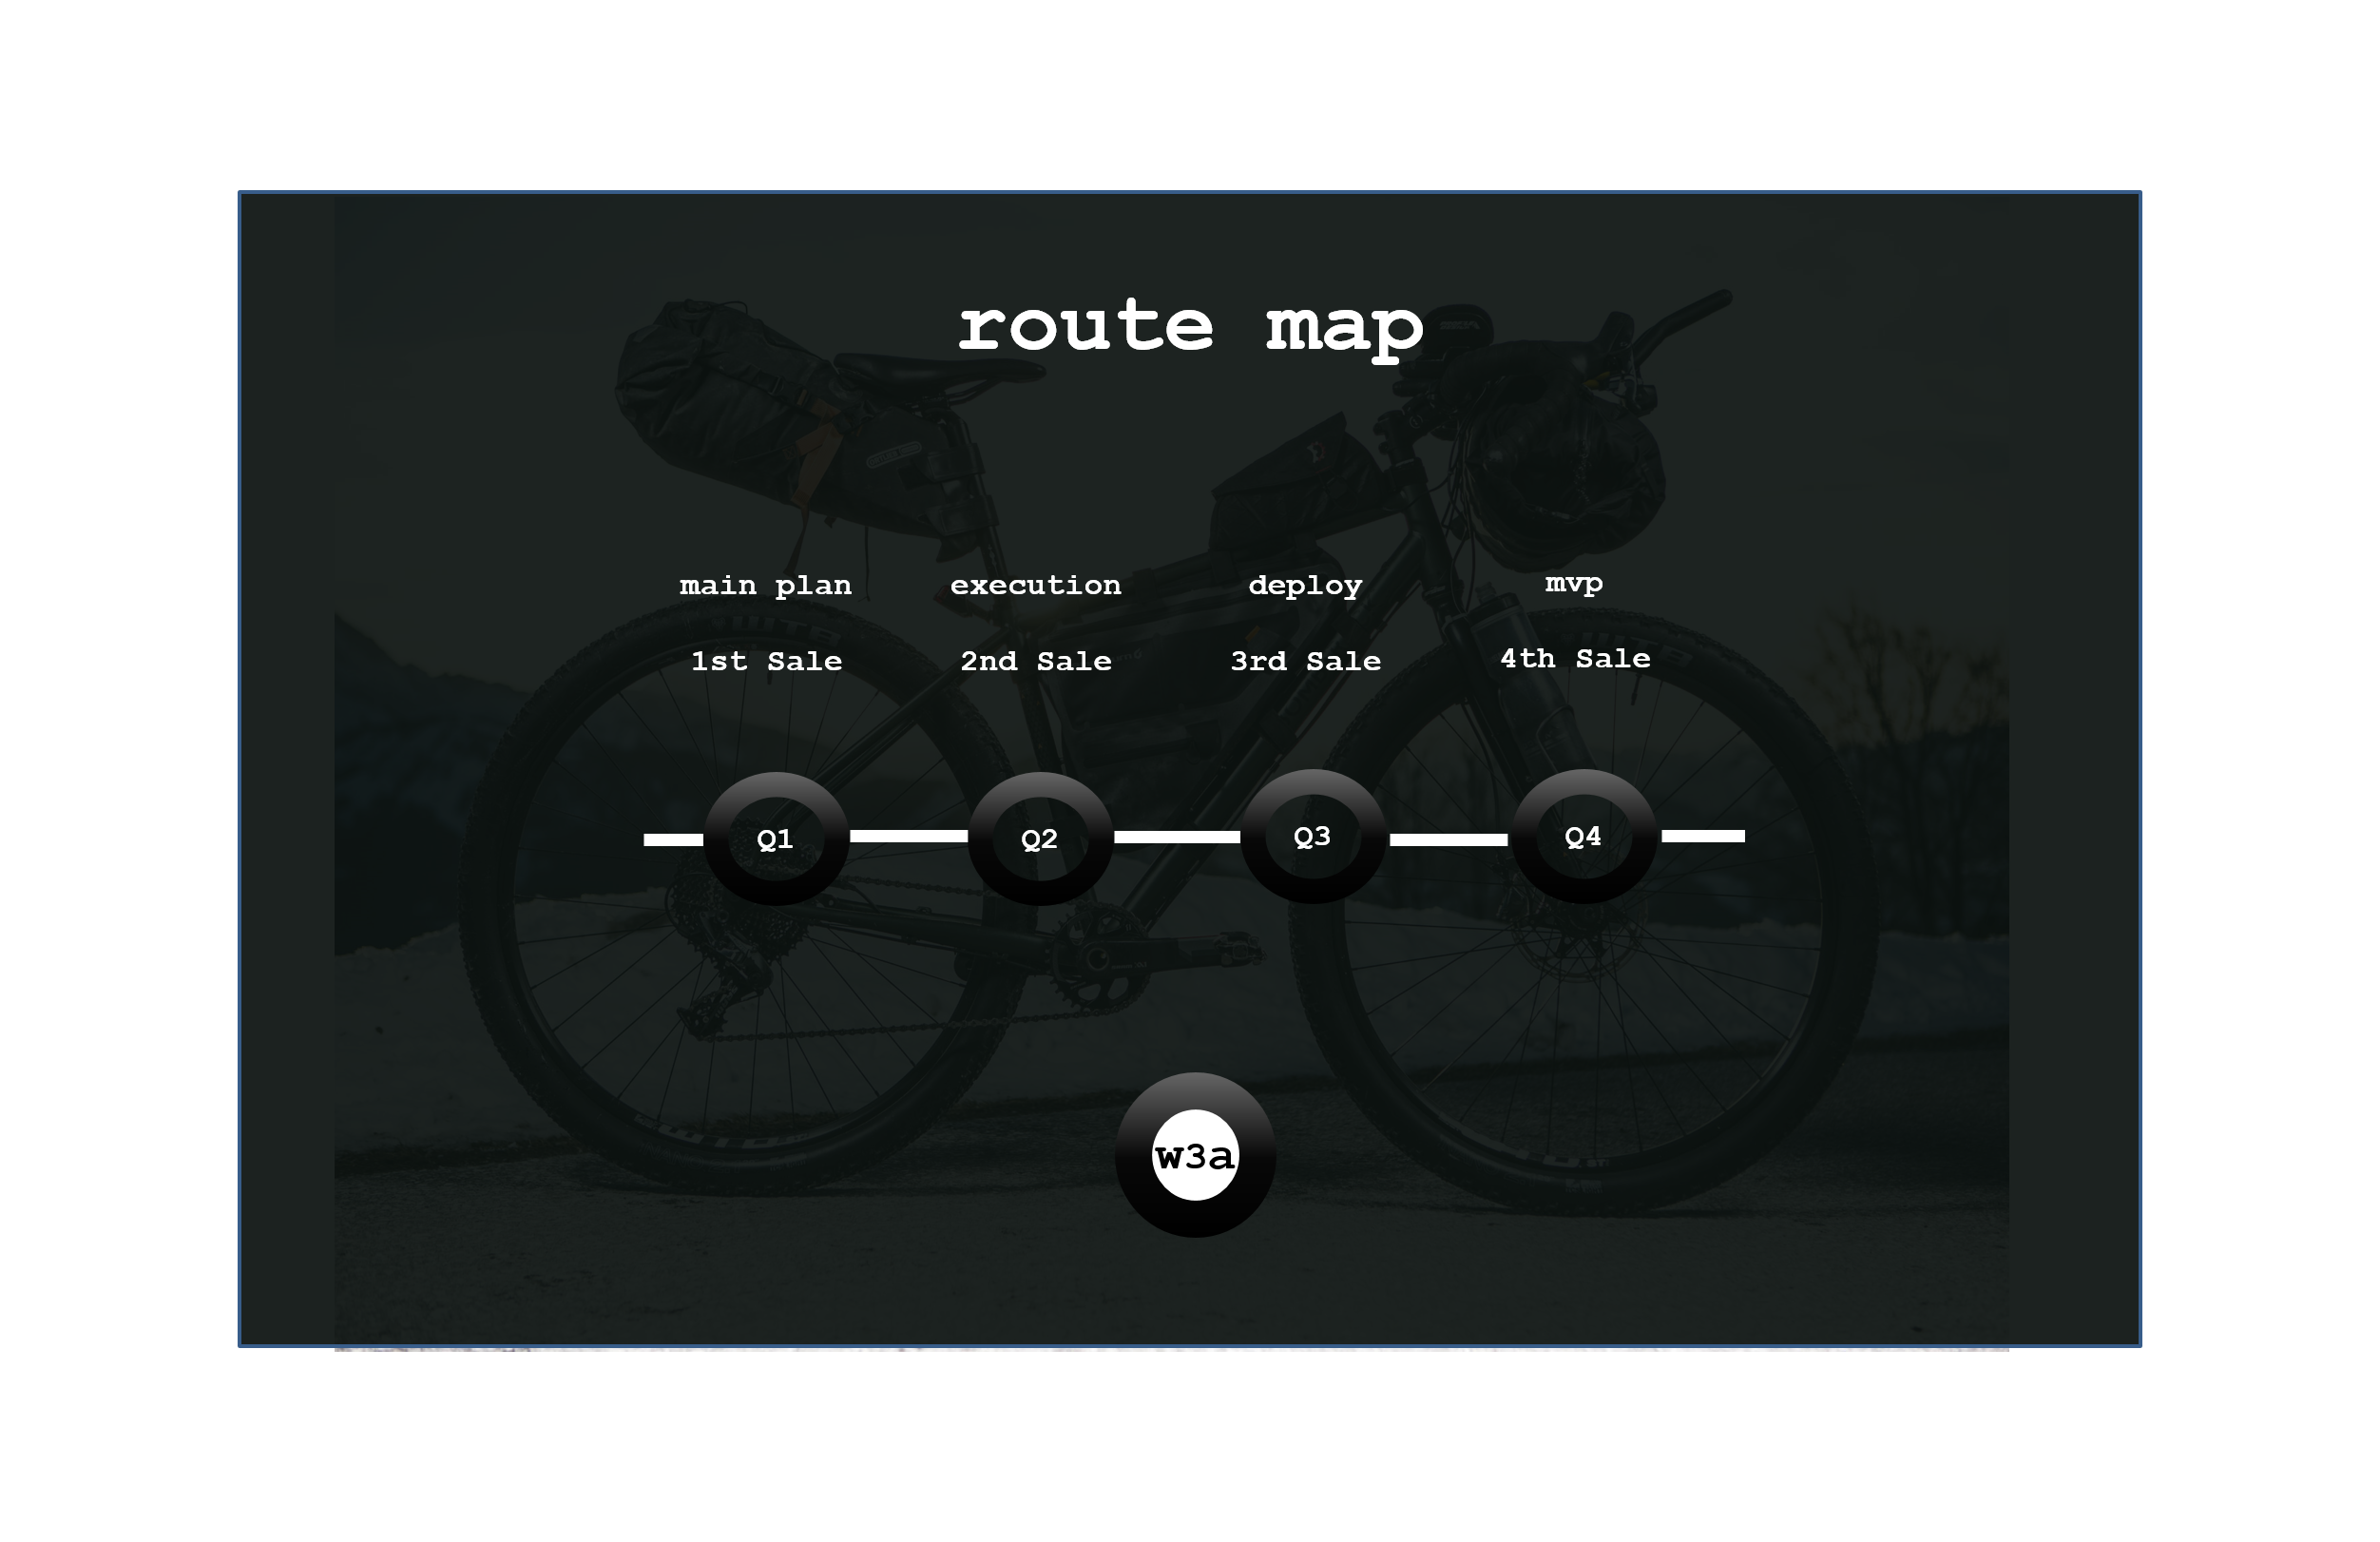 route map
main plan
execution
deploy
mvp
1st Sale
2nd Sale
3rd Sale
4th Sale
Q1
Q2
Q3
Q4
w3a